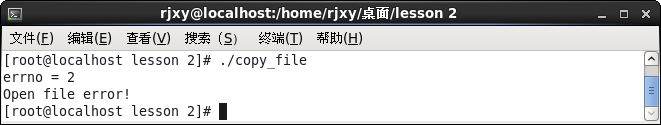 rjxy@localhost:/home/rjxy/桌面/lesson 2
文件(F) 编辑(E) 查看(V) 搜索 (S) 终端(T) 帮助(H)
[root@localhost lesson 2]# ./copy_file
errno = 2
Open file error!
[root@localhost lesson 2]#